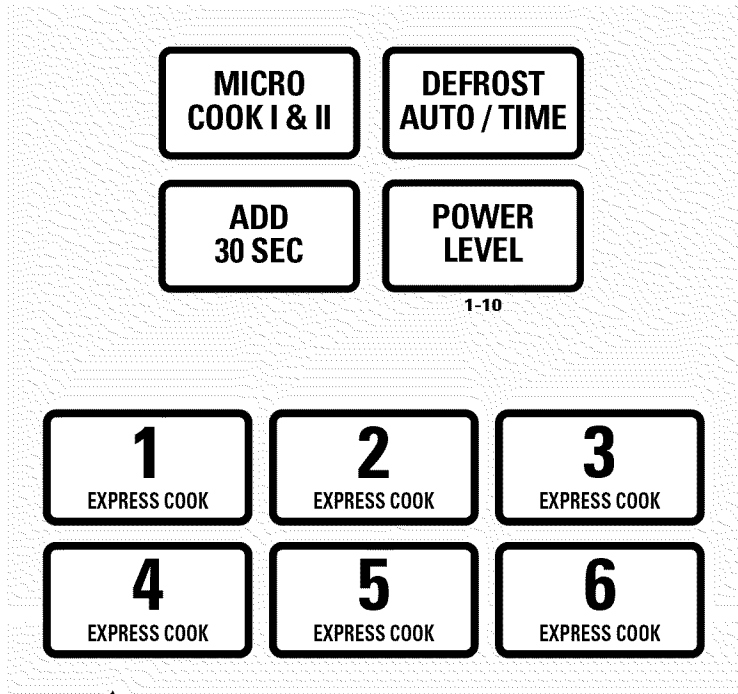 MICRO
COOK I & II
DEFROST
AUTO / TIME
ADD
30 SEC
POWER
LEVEL
1-10
1
EXPRESS COOK
2
EXPRESS COOK
3
EXPRESS COOK
4
EXPRESS COOK
5
EXPRESS COOK
6
EXPRESS COOK